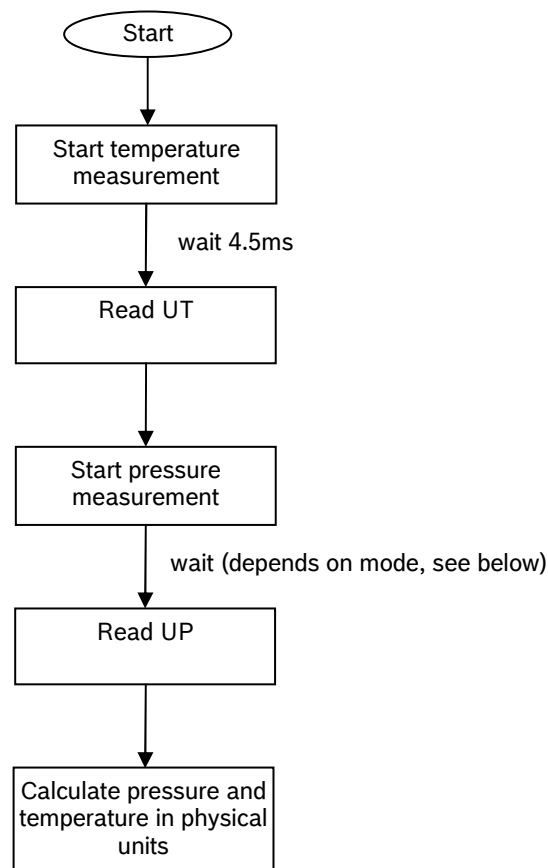 Start
Start temperature
measurement
wait 4.5ms
Read UT
Start pressure
measurement
wait (depends on mode, see below)
Read UP
Calculate pressure and
temperature in physical
units